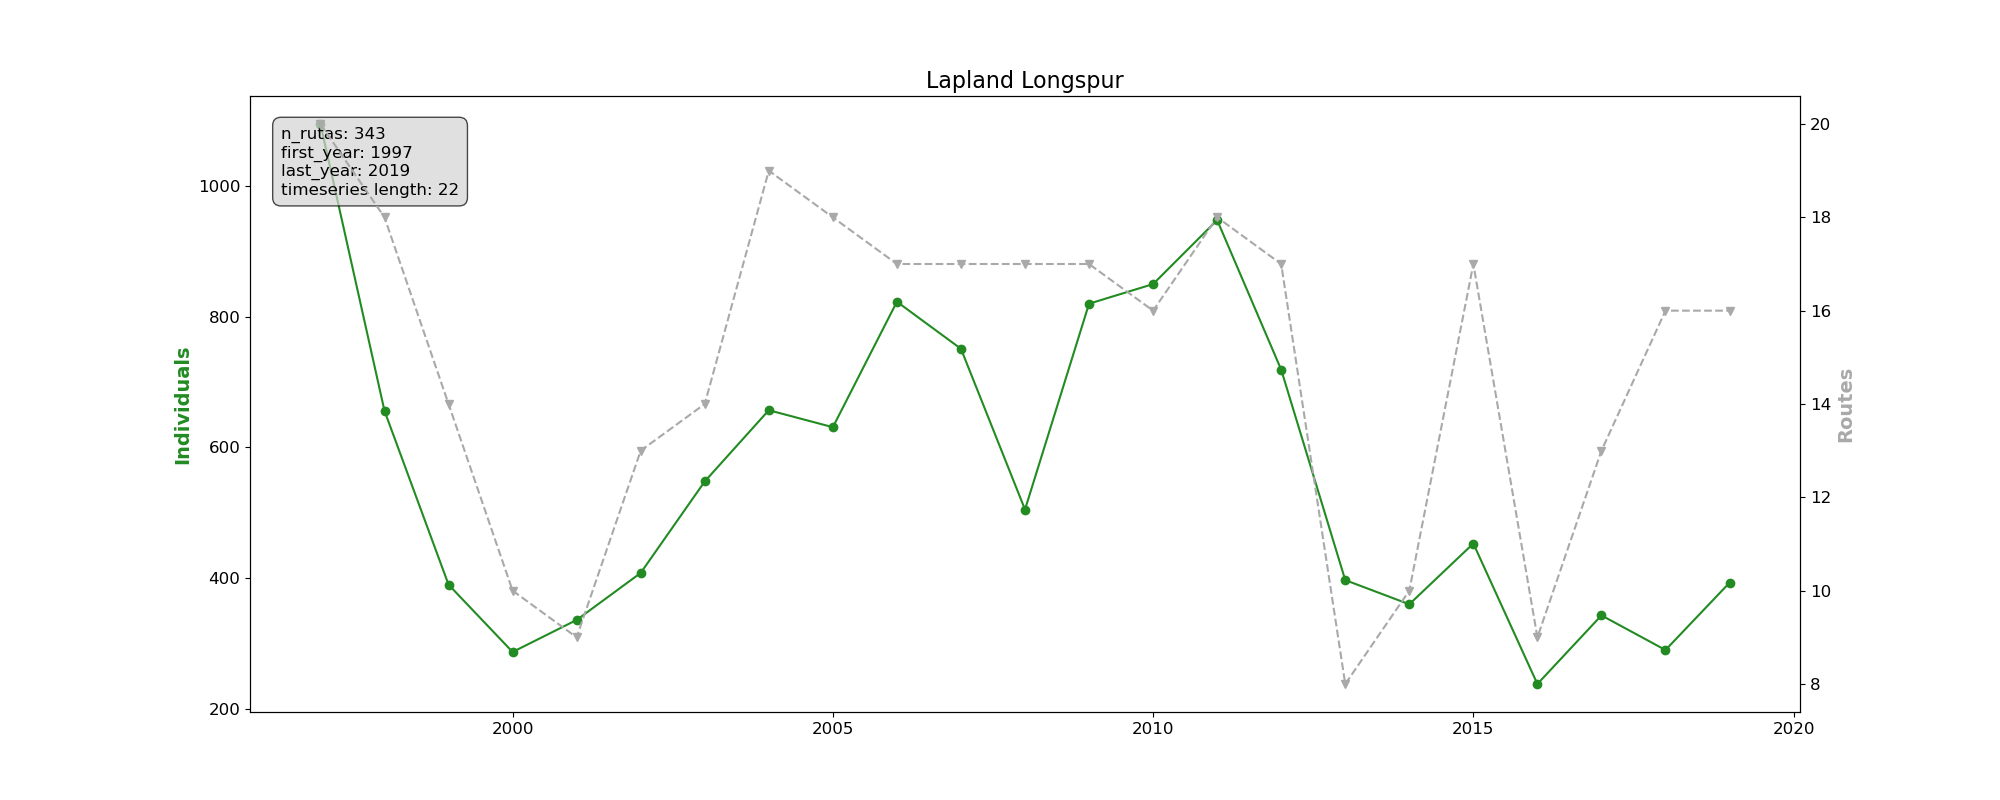 Lapland Longspur
n_rutas: 343
first_year: 1997
last_year: 2019
timeseries length: 22
Individuals
1000
800
600
400
200
2000
2005
2010
2015
2020
20
18
16
14
12
10
8
Routes